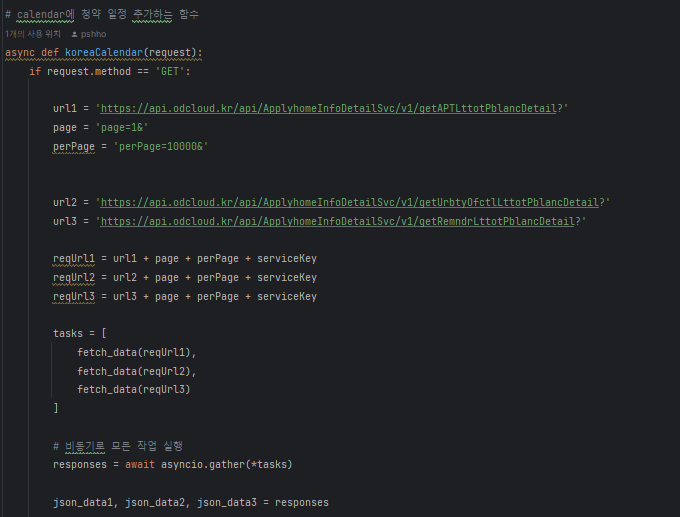 # calendar에 청약 일정 추가하는 함수
1개의 사용 위치 pshho
async def koreaCalendar(request):
if request.method == 'GET':
url1 = 'https://api.odcloud.kr/api/ApplyhomeInfoDetailSvc/v1/getAPTLttotPblancDetail?'
page = 'page=1&'
perPage = 'perPage=10000&'
url2 = 'https://api.odcloud.kr/api/ApplyhomeInfoDetailSvc/v1/getUrbtyOfctlLttotPblancDetail?'
url3 = 'https://api.odcloud.kr/api/ApplyhomeInfoDetailSvc/v1/getRemndrLttotPblancDetail?'
reqUrl1 = url1 + page + perPage + serviceKey
reqUrl2 = url2 + page + perPage + serviceKey
reqUrl3 = url3 + page + perPage + serviceKey
tasks = [
fetch_data(reqUrl1),
fetch_data(reqUrl2),
fetch_data(reqUrl3)
]
# 비동기로 모든 작업 실행
responses = await asyncio.gather(*tasks)
json_data1, json_data2, json_data3 = responses